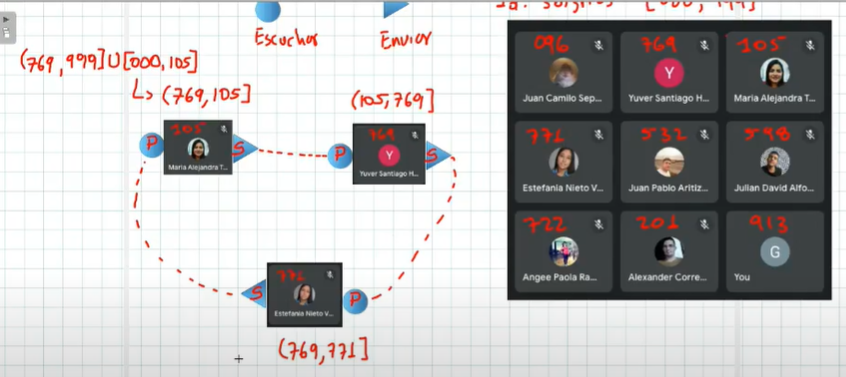 Escuchar
Enviar
(769,999]U[000,105]
↳ (769,105]
(105,769]
105
P
S
Maria Alejandra T...
769
P
Y
S
Yuver Santiago H...
771
S
P
Estefania Nieto V...
(769,771]
[000, 999]
096
Juan Camilo Sep...
769
Y
Yuver Santiago H...
105
Maria Alejandra T...
771
Estefania Nieto V...
532
Juan Pablo Aritiz...
598
Julian David Alfo...
722
Angee Paola Ra...
201
Alexander Corre...
913
G
You